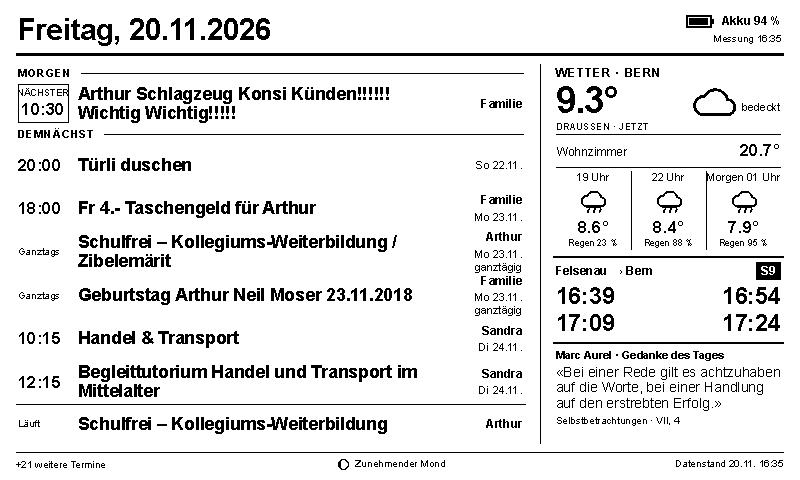 Freitag, 20.11.2026
Akku 94 %
Messung 16:35
MORGEN
NÄCHSTER
10:30
Arthur Schlagzeug Konsi Künden!!!!!!
Wichtig Wichtig!!!!!
Familie
DEMNÄCHST
20:00 Türli duschen So 22.11.
18:00 Fr 4.- Taschengeld für Arthur
Familie
Mo 23.11.
Ganztags
Schulfrei – Kollegiums-Weiterbildung /
Zibelemärit
Arthur
Mo 23.11.
ganztägig
Ganztags Geburtstag Arthur Neil Moser 23.11.2018
Familie
Mo 23.11.
ganztägig
10:15 Handel & Transport
Sandra
Di 24.11.
12:15
Begleittutorium Handel und Transport im
Mittelalter
Sandra
Di 24.11.
Läuft Schulfrei – Kollegiums-Weiterbildung Arthur
WETTER · BERN
9.3°
bedeckt
DRAUSSEN · JETZT
Wohnzimmer 20.7°
19 Uhr 22 Uhr Morgen 01 Uhr
8.6° 8.4° 7.9°
Regen 23 % Regen 88 % Regen 95 %
Felsenau › Bern S9
16:39 16:54
17:09 17:24
Marc Aurel · Gedanke des Tages
«Bei einer Rede gilt es achtzuhaben
auf die Worte, bei einer Handlung
auf den erstrebten Erfolg.»
Selbstbetrachtungen · VII, 4
+21 weitere Termine
Zunehmender Mond
Datenstand 20.11. 16:35